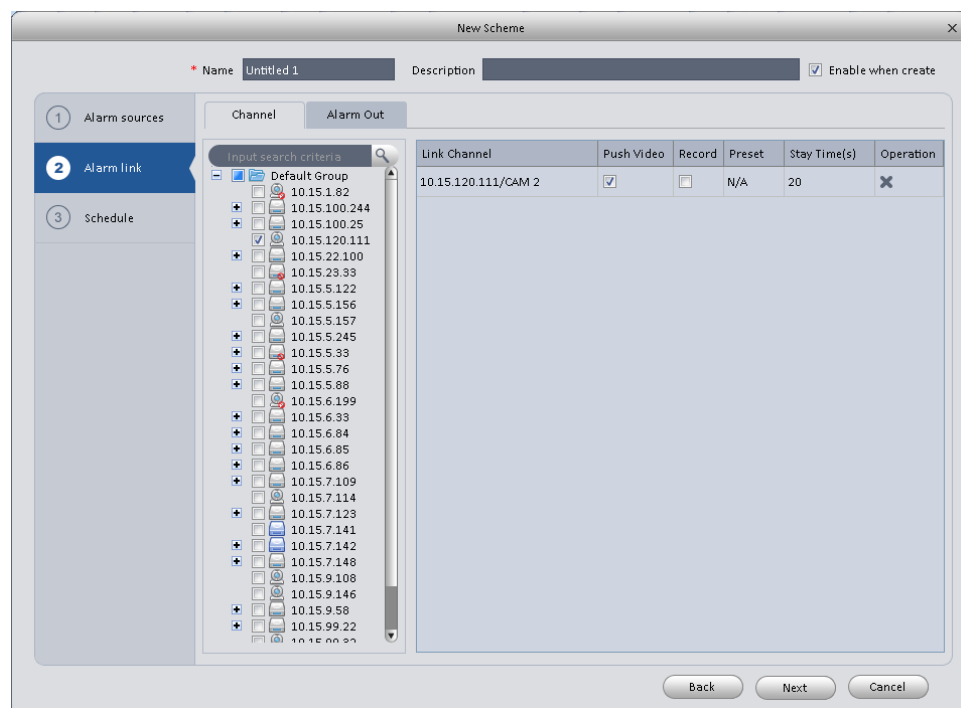 New Scheme
* Name Untitled 1 Description Enable when create
1 Alarm sources
2 Alarm link
3 Schedule
Channel Alarm Out
Input search criteria
Default Group
10.15.1.82
10.15.100.244
10.15.100.25
10.15.120.111
10.15.22.100
10.15.23.33
10.15.5.122
10.15.5.156
10.15.5.157
10.15.5.245
10.15.5.33
10.15.5.76
10.15.5.88
10.15.6.199
10.15.6.33
10.15.6.84
10.15.6.85
10.15.6.86
10.15.7.109
10.15.7.114
10.15.7.123
10.15.7.141
10.15.7.142
10.15.7.148
10.15.9.108
10.15.9.146
10.15.9.58
10.15.99.22
Link Channel Push Video Record Preset Stay Time(s) Operation
10.15.120.111/CAM 2 N/A 20
Back Next Cancel